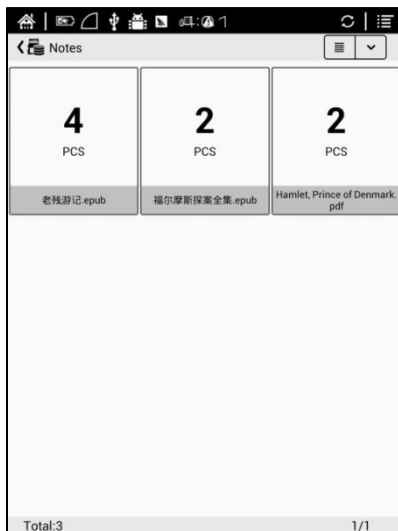 Notes
4
PCS
老残游记.epub
2
PCS
福尔摩斯探案全集.epub
2
PCS
Hamlet, Prince of Denmark.
pdf
Total:3
1/1